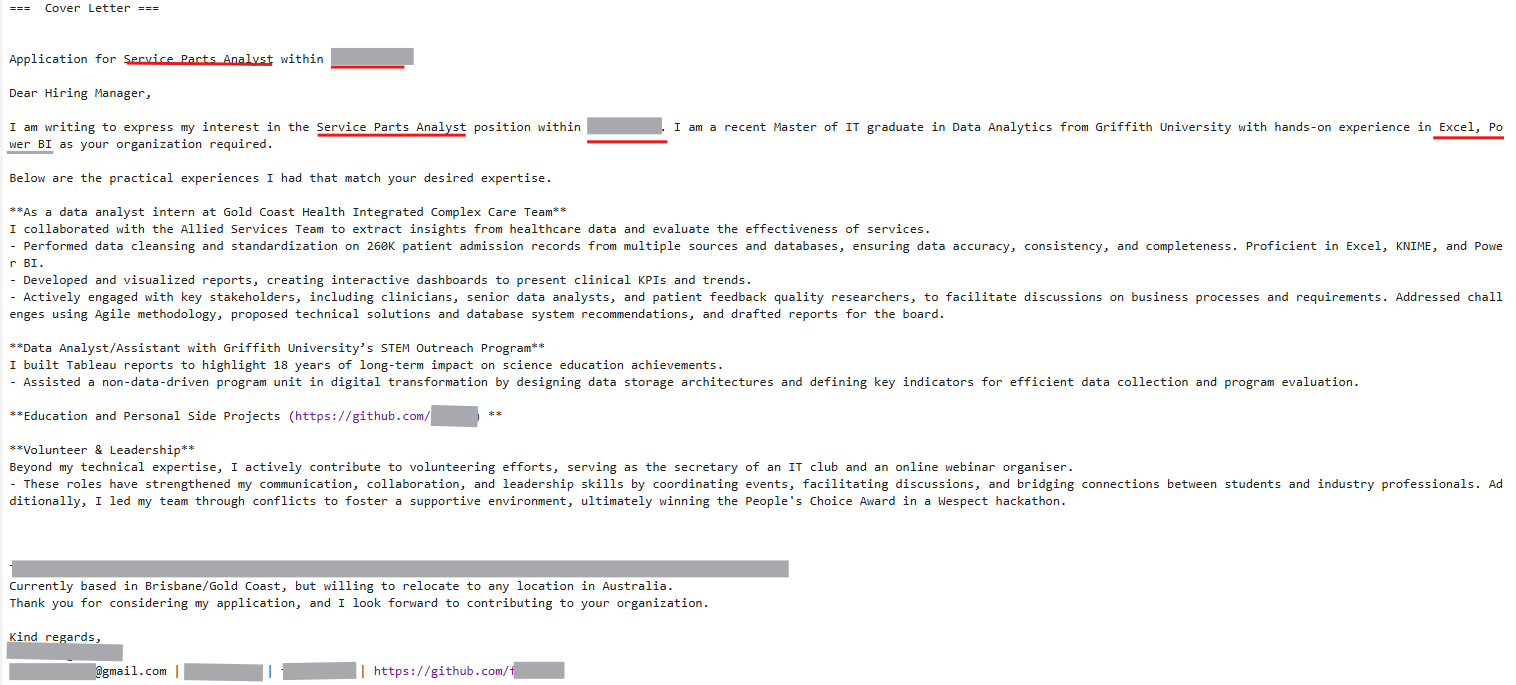 === Cover Letter ===
Application for Service Parts Analyst within
Dear Hiring Manager,
I am writing to express my interest in the Service Parts Analyst position within . I am a recent Master of IT graduate in Data Analytics from Griffith University with hands-on experience in Excel, Po
wer BI as your organization required.
Below are the practical experiences I had that match your desired expertise.
**As a data analyst intern at Gold Coast Health Integrated Complex Care Team**
I collaborated with the Allied Services Team to extract insights from healthcare data and evaluate the effectiveness of services.
- Performed data cleansing and standardization on 260K patient admission records from multiple sources and databases, ensuring data accuracy, consistency, and completeness. Proficient in Excel, KNIME, and Powe
r BI.
- Developed and visualized reports, creating interactive dashboards to present clinical KPIs and trends.
- Actively engaged with key stakeholders, including clinicians, senior data analysts, and patient feedback quality researchers, to facilitate discussions on business processes and requirements. Addressed chall
enges using Agile methodology, proposed technical solutions and database system recommendations, and drafted reports for the board.
**Data Analyst/Assistant with Griffith University’s STEM Outreach Program**
I built Tableau reports to highlight 18 years of long-term impact on science education achievements.
- Assisted a non-data-driven program unit in digital transformation by designing data storage architectures and defining key indicators for efficient data collection and program evaluation.
**Education and Personal Side Projects (https://github.com/ ) **
**Volunteer & Leadership**
Beyond my technical expertise, I actively contribute to volunteering efforts, serving as the secretary of an IT club and an online webinar organiser.
- These roles have strengthened my communication, collaboration, and leadership skills by coordinating events, facilitating discussions, and bridging connections between students and industry professionals. Ad
ditionally, I led my team through conflicts to foster a supportive environment, ultimately winning the People's Choice Award in a Wespect hackathon.
Currently based in Brisbane/Gold Coast, but willing to relocate to any location in Australia.
Thank you for considering my application, and I look forward to contributing to your organization.
Kind regards,
@gmail.com | | | https://github.com/f